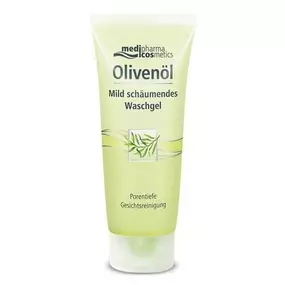 medipharma
cosmetics
Olivenöl
Mild schäumendes
Waschgel
Porentiefe
Gesichtsreinigung